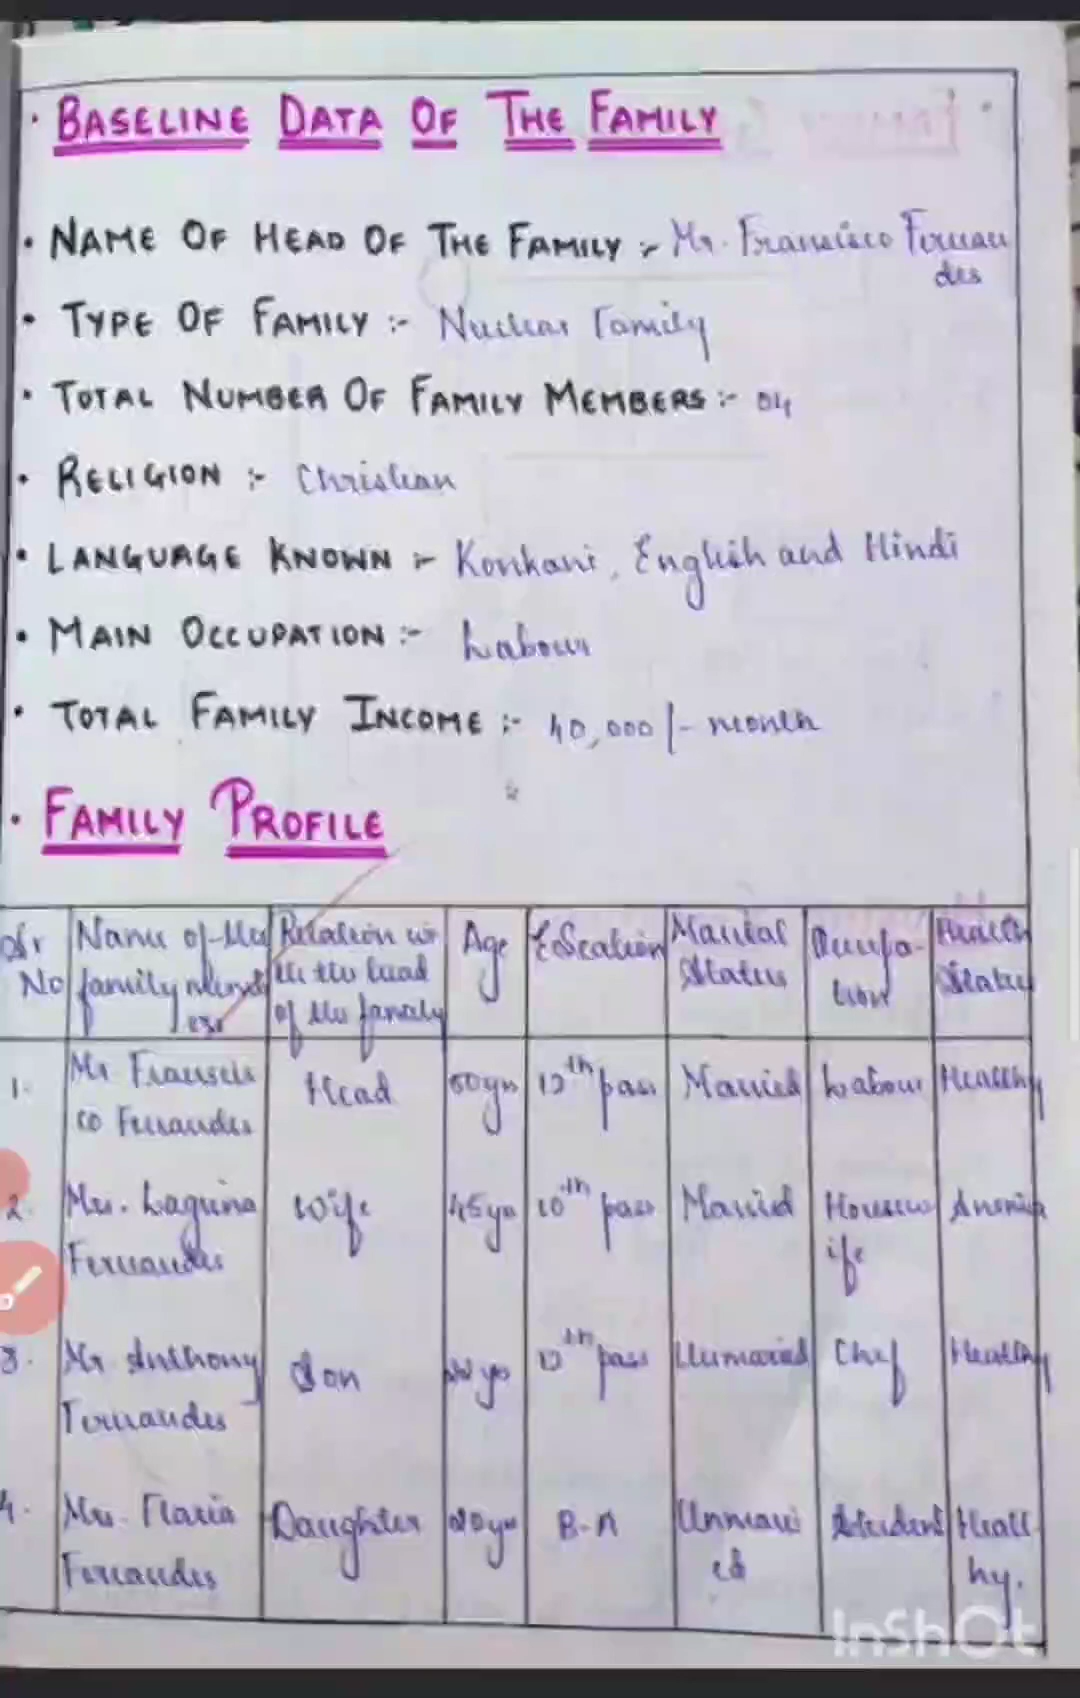 BASELINE DATA OF THE FAMILY
NAME OF HEAD OF THE FAMILY :- Mr. Francisco Fernan
des
TYPE OF FAMILY :- Nuclear Family
TOTAL NUMBER OF FAMILY MEMBERS :- 04
RELIGION :- Christian
LANGUAGE KNOWN :- Konkani, English and Hindi
MAIN OCCUPATION :- Labour
TOTAL FAMILY INCOME :- 40,000/- month
FAMILY PROFILE
Sr No | Name of the family members | Relation with the head of the family | Age | Education | Marital Status | Occupation | Health Status
1. | Mr Francisco Fernandes | Head | 50yrs | 12th pass | Married | Labour | Healthy
2. | Mrs. Fernandes | Wife | 45yrs | 10th pass | Married | Housewife
3. | Mr Anthony Fernandes | Son | 12th pass | Unmarried | Chef | Healthy
4. | Maria Fernandes | Daughter | 20yrs | B.A | Unmarried | Student | Healthy.
InShOt